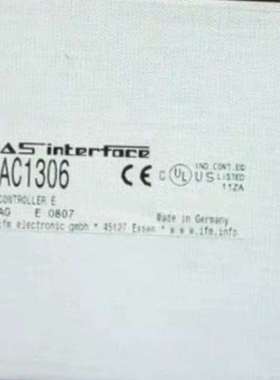 AS interface
AC1306
CONTROLLER E
AG E 0807
ifm electronic gmbh * 45127 Essen * www.ifm.info
Made in Germany
CE C UL US LISTED
IND.CONT.EQ
11ZA